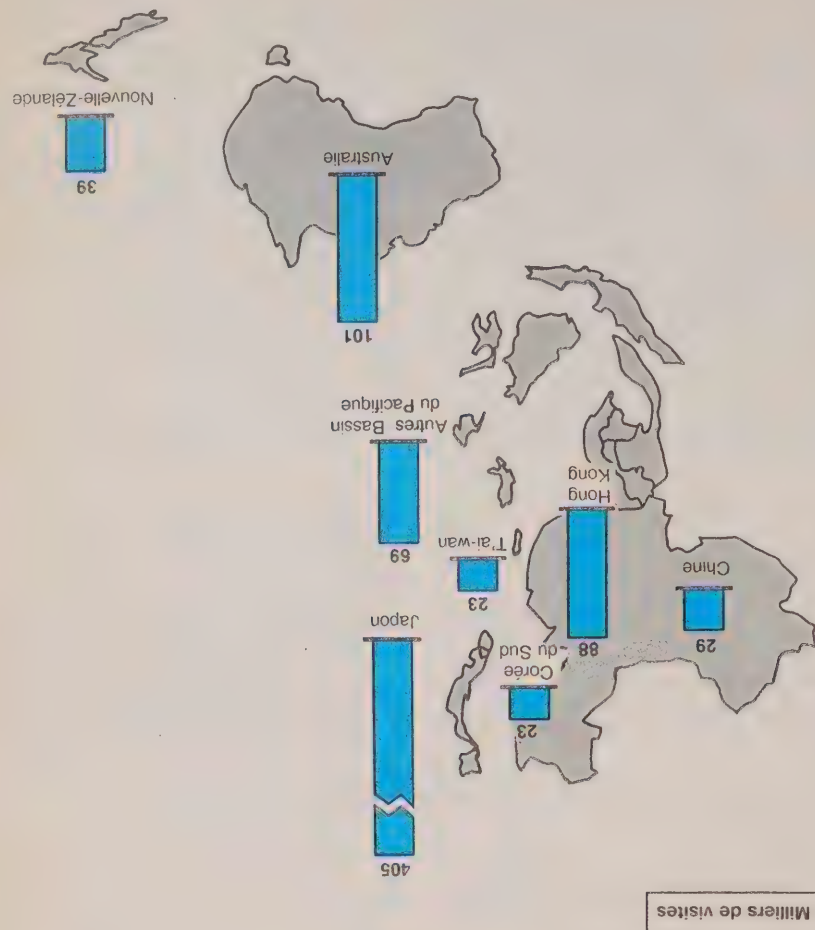 Milliers de visites
405
Japon
23
Corée
du Sud
29
Chine
88
Hong
Kong
23
T'ai-wan
69
Autres Bassin
du Pacifique
101
Australie
39
Nouvelle-Zélande